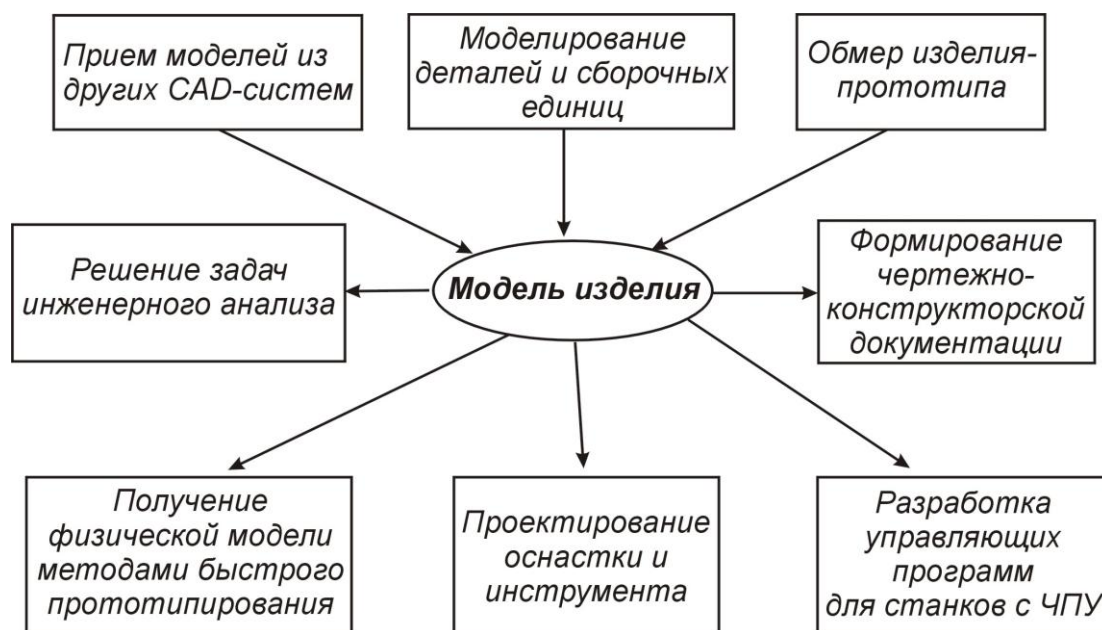 Прием моделей из
других CAD-систем
Моделирование
деталей и сборочных
единиц
Обмер изделия-
прототипа
Решение задач
инженерного анализа
Модель изделия
Формирование
чертежно-
конструкторской
документации
Получение
физической модели
методами быстрого
прототипирования
Проектирование
оснастки и
инструмента
Разработка
управляющих
программ
для станков с ЧПУ